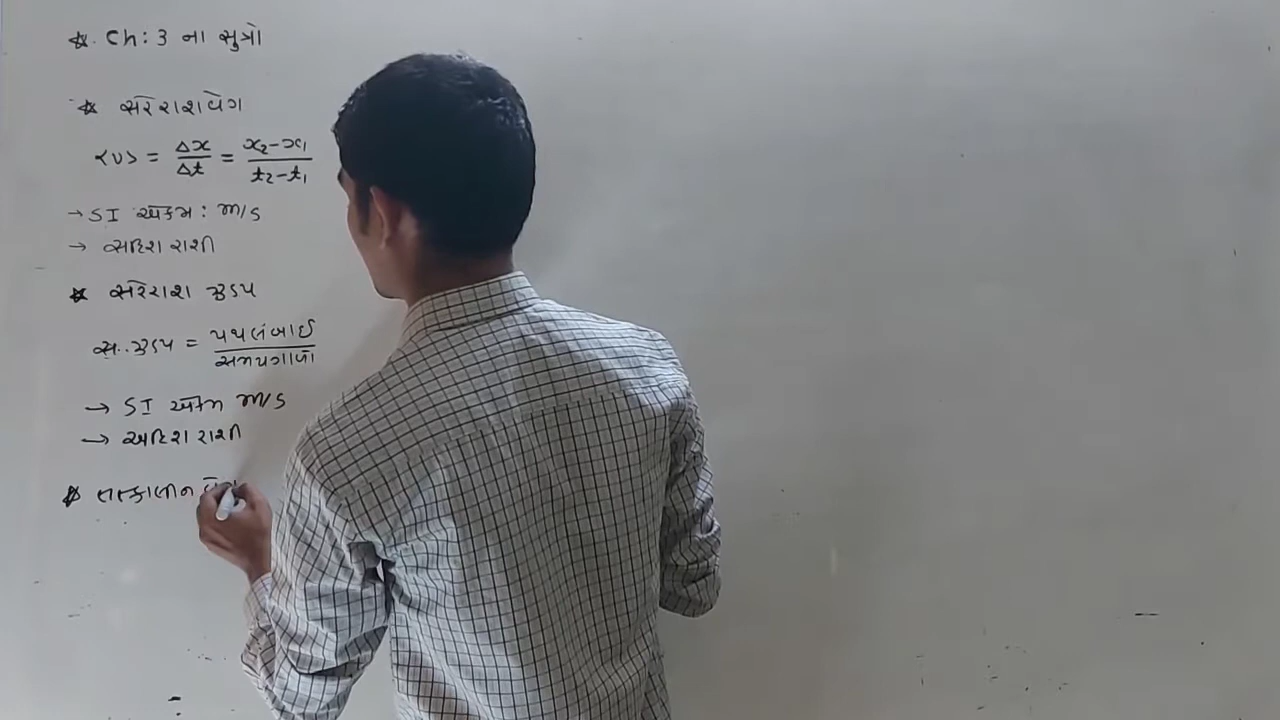 * Ch: 3 ના સુત્રો
* સરેરાશ વેગ
<v> = Δx/Δt = x₂-x₁/t₂-t₁
→ SI એકમ : m/s
→ સદિશ રાશી
* સરેરાશ ઝડપ
સ..ઝડપ = પથલંબાઈ/સમયગાળો
→ SI એકમ m/s
→ અદિશ રાશી
* તત્કાલીન